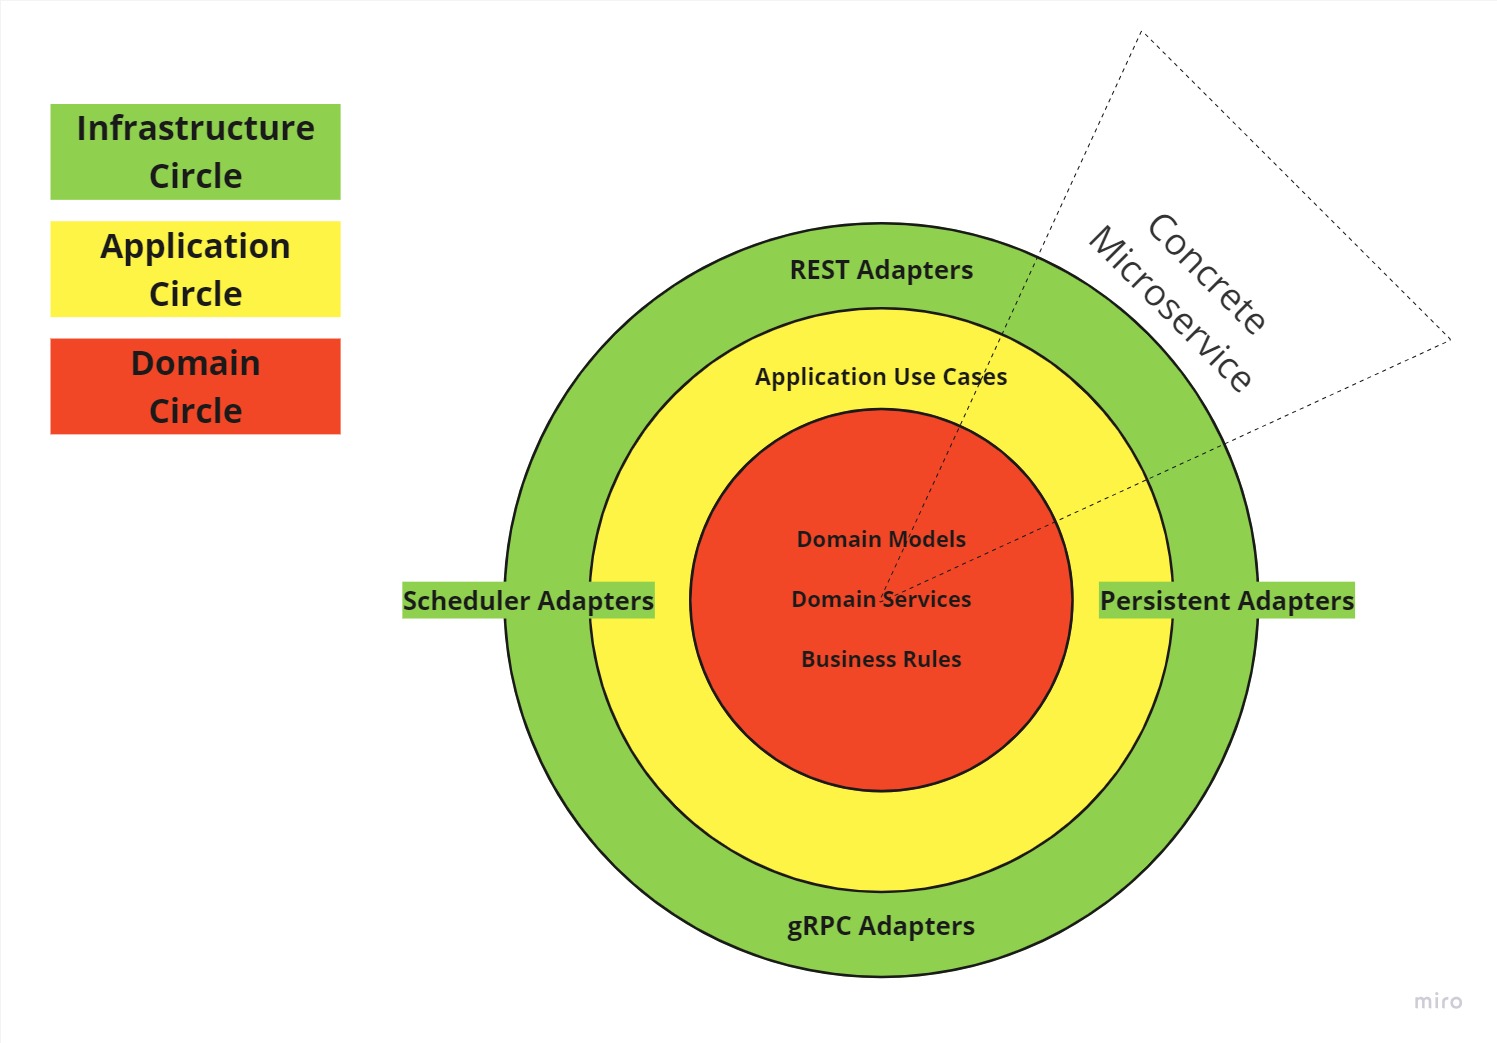 Infrastructure
Circle
Application
Circle
Domain
Circle
Concrete
Microservice
REST Adapters
Application Use Cases
Domain Models
Domain Services
Business Rules
Scheduler Adapters
Persistent Adapters
gRPC Adapters
miro